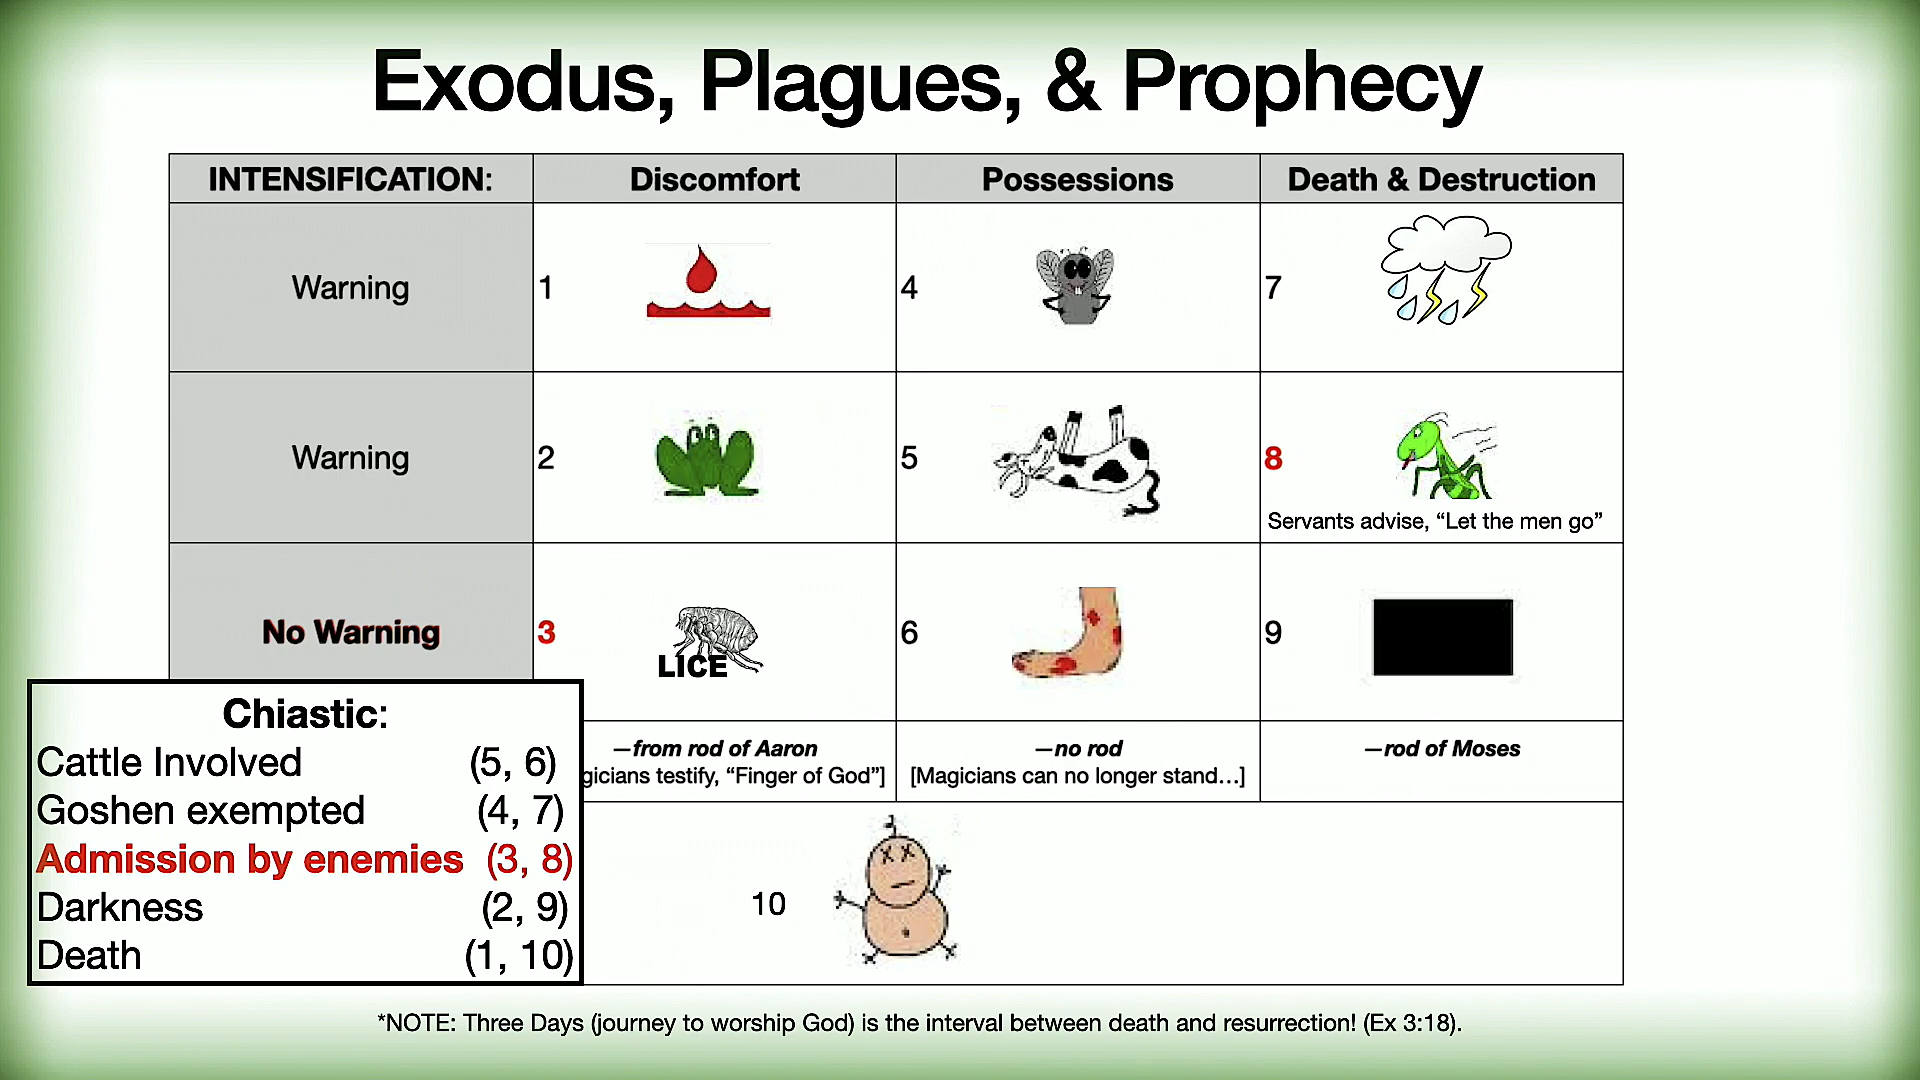 Exodus, Plagues, & Prophecy
INTENSIFICATION: Discomfort Possessions Death & Destruction
Warning 1 4 7
Warning 2 5 8
Servants advise, “Let the men go”
No Warning 3 6 9
LICE
—from rod of Aaron —no rod —rod of Moses
gicians testify, “Finger of God”] [Magicians can no longer stand…]
Chiastic:
Cattle Involved (5, 6)
Goshen exempted (4, 7)
Admission by enemies (3, 8)
Darkness (2, 9)
Death (1, 10)
10
*NOTE: Three Days (journey to worship God) is the interval between death and resurrection! (Ex 3:18).